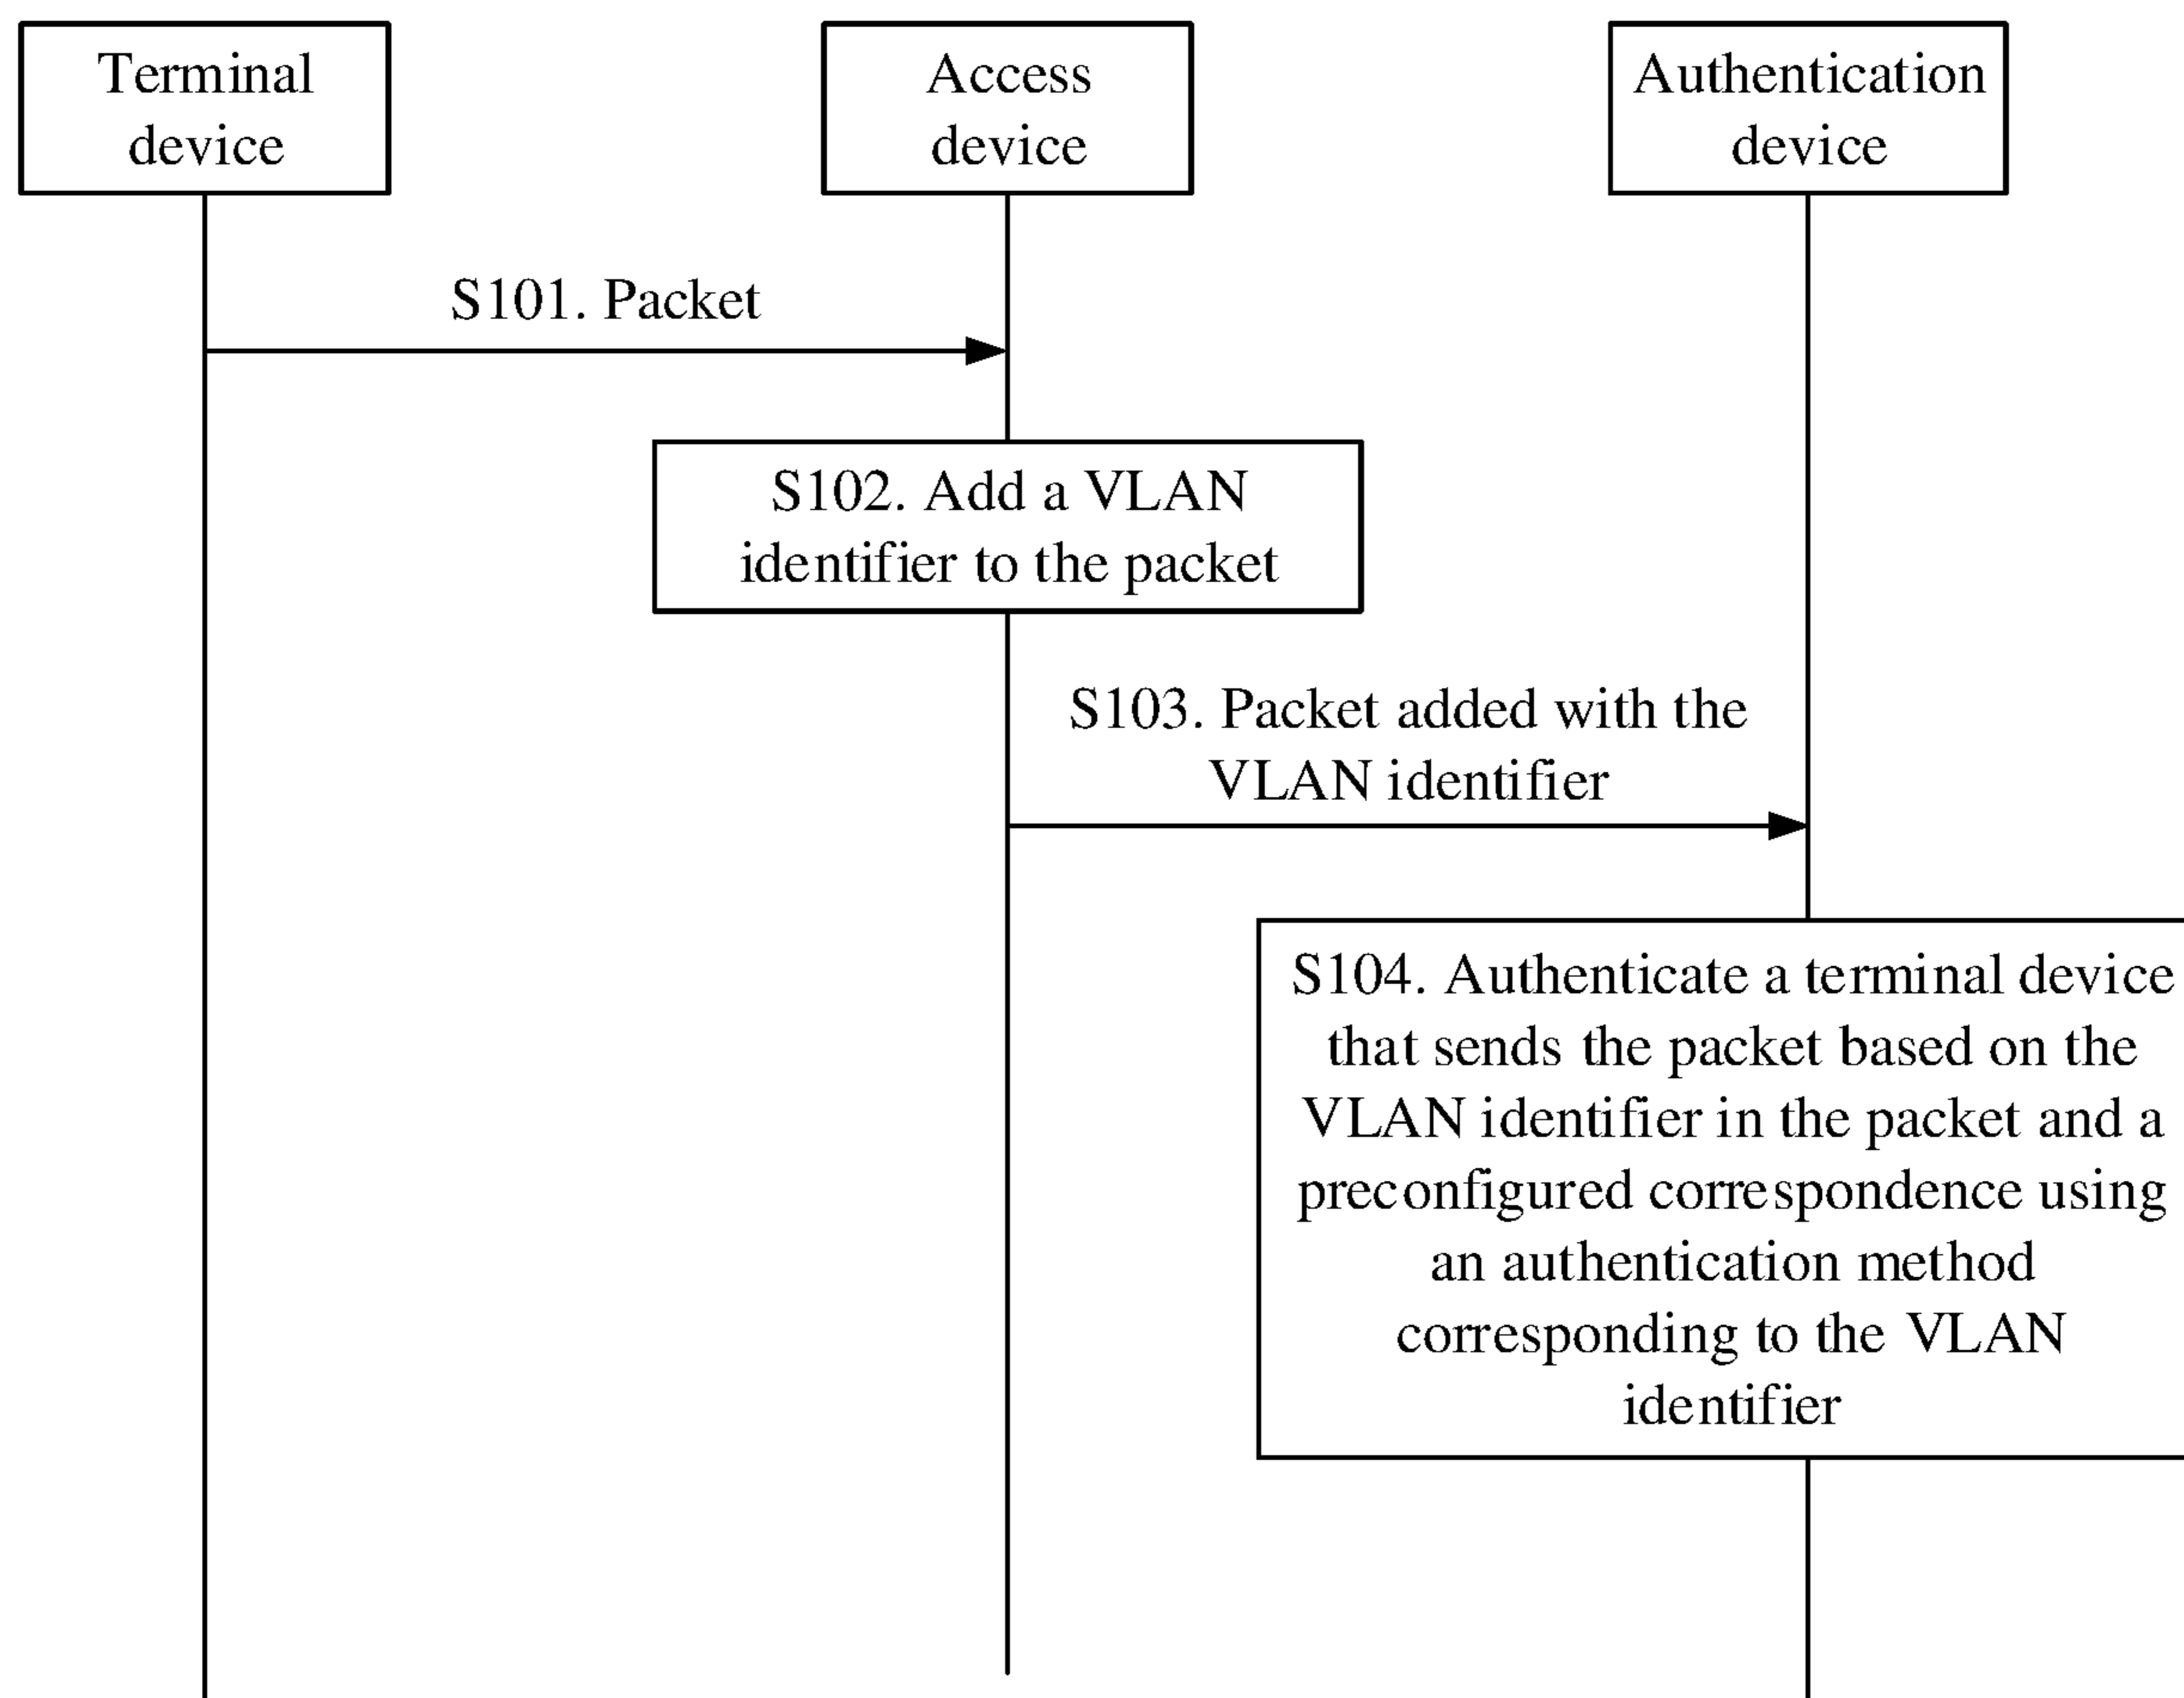 Terminal
device
Access
device
Authentication
device
S101. Packet
S102. Add a VLAN
identifier to the packet
S103. Packet added with the
VLAN identifier
S104. Authenticate a terminal device
that sends the packet based on the
VLAN identifier in the packet and a
preconfigured correspondence using
an authentication method
corresponding to the VLAN
identifier